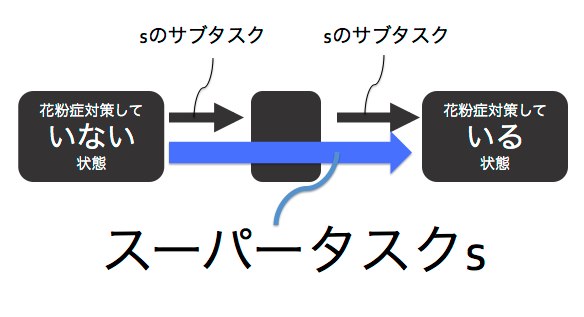 sのサブタスク
sのサブタスク
花粉症対策して
いない
状態
花粉症対策して
いる
状態
スーパータスクs